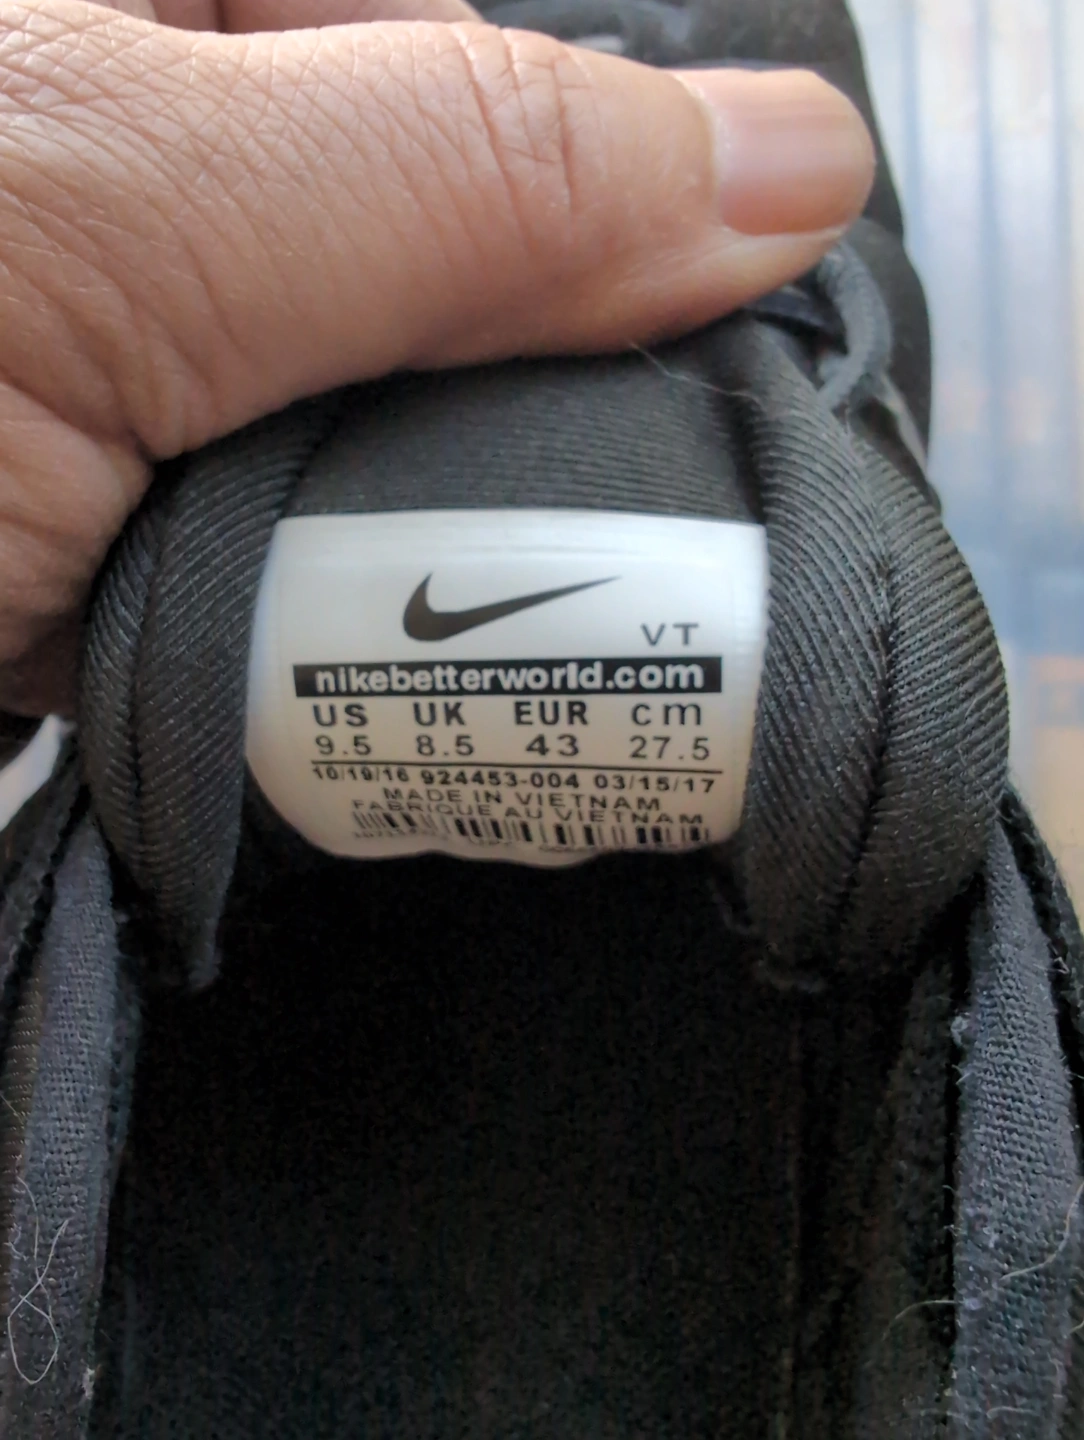 VT
nikebetterworld.com
US UK EUR cm
9.5 8.5 43 27.5
10/19/16 924453-004 03/15/17
MADE IN VIETNAM
FABRIQUE AU VIETNAM